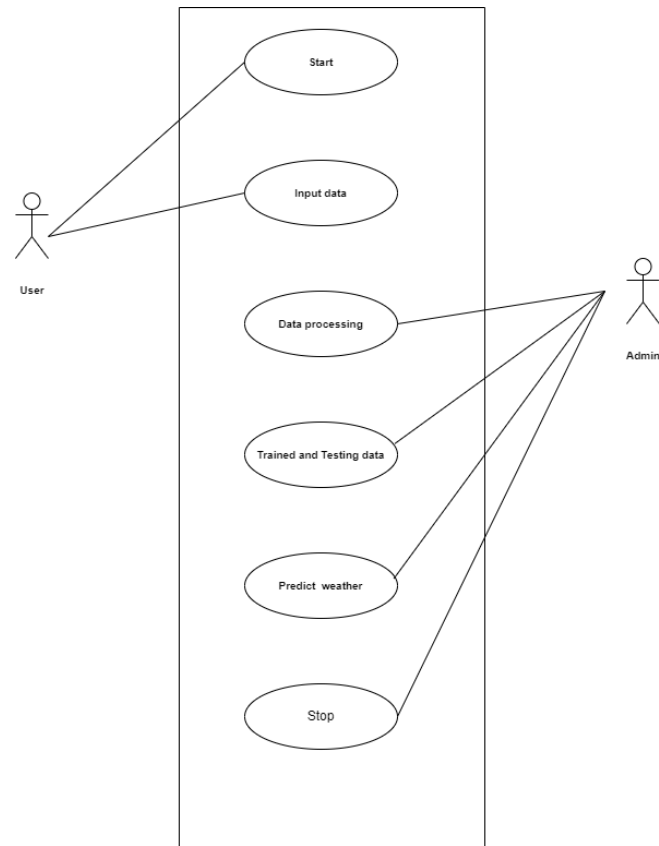 Start
Input data
User
Data processing
Admin
Trained and Testing data
Predict weather
Stop